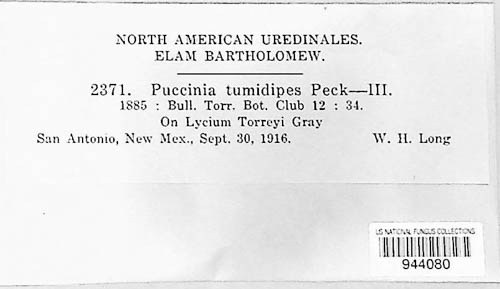 NORTH AMERICAN UREDINALES.
ELAM BARTHOLOMEW.
2371. Puccinia tumidipes Peck—III.
1885 : Bull. Torr. Bot. Club 12 : 34.
On Lycium Torreyi Gray
San Antonio, New Mex., Sept. 30, 1916. W. H. Long
US NATIONAL FUNGUS COLLECTIONS
944080